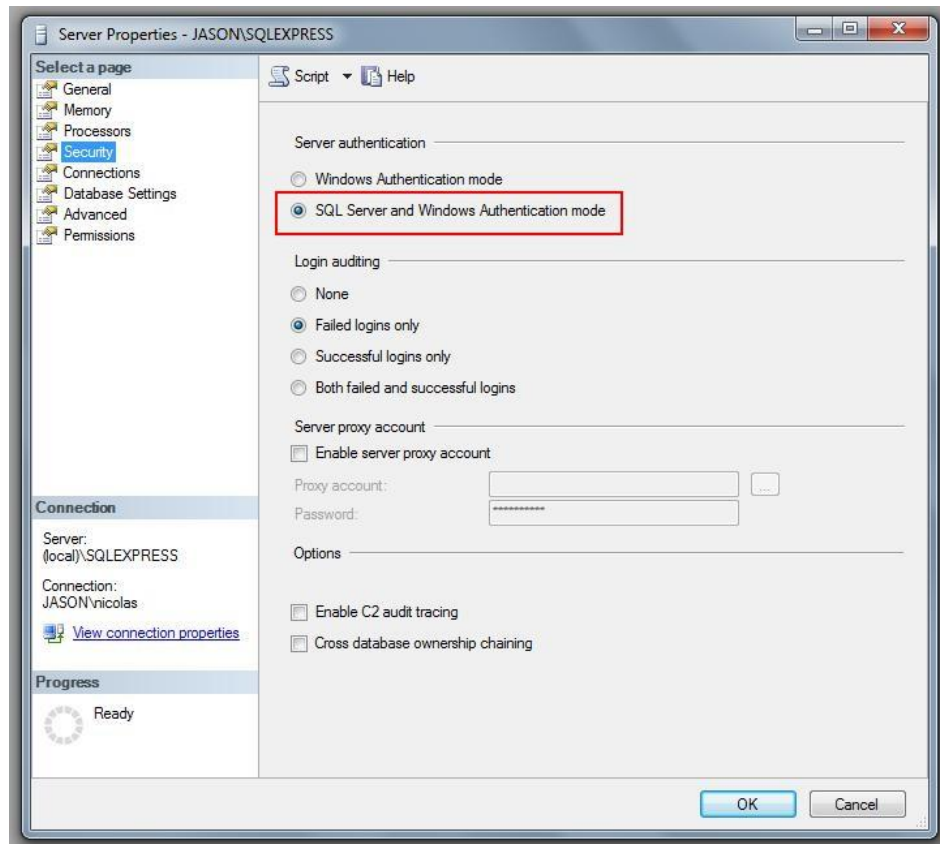 Server Properties - JASON\SQLEXPRESS
Select a page
General
Memory
Processors
Security
Connections
Database Settings
Advanced
Permissions
Connection
Server:
(local)\SQLEXPRESS
Connection:
JASON\nicolas
View connection properties
Progress
Ready
Script Help
Server authentication
Windows Authentication mode
SQL Server and Windows Authentication mode
Login auditing
None
Failed logins only
Successful logins only
Both failed and successful logins
Server proxy account
Enable server proxy account
Proxy account:
...
Password: **********
Options
Enable C2 audit tracing
Cross database ownership chaining
OK Cancel